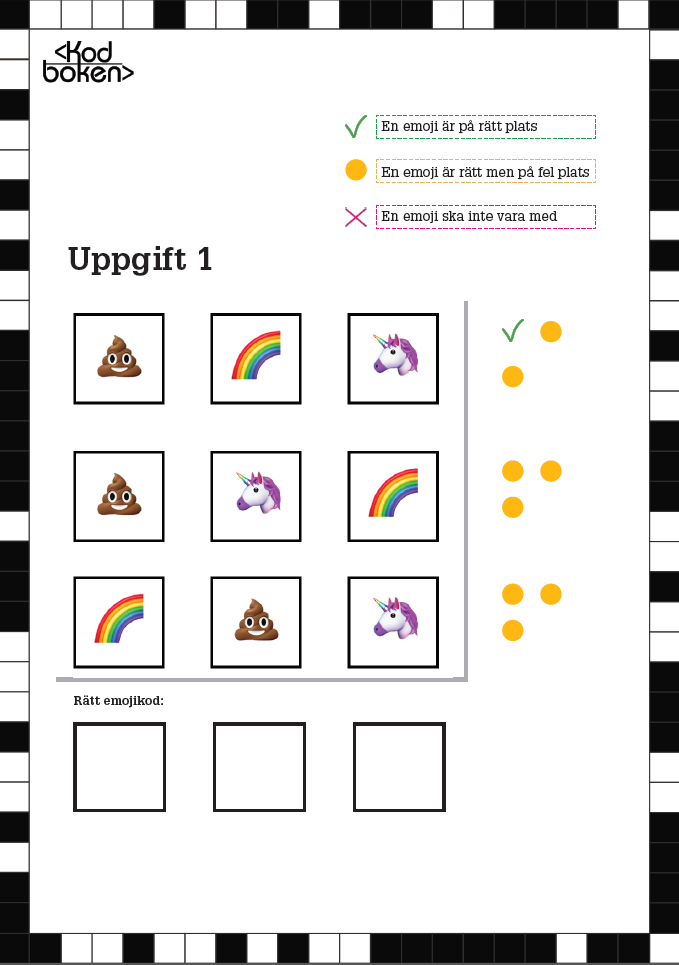 <Kod
boken>
En emoji är på rätt plats
En emoji är rätt men på fel plats
En emoji ska inte vara med
Uppgift 1
Rätt emojikod: